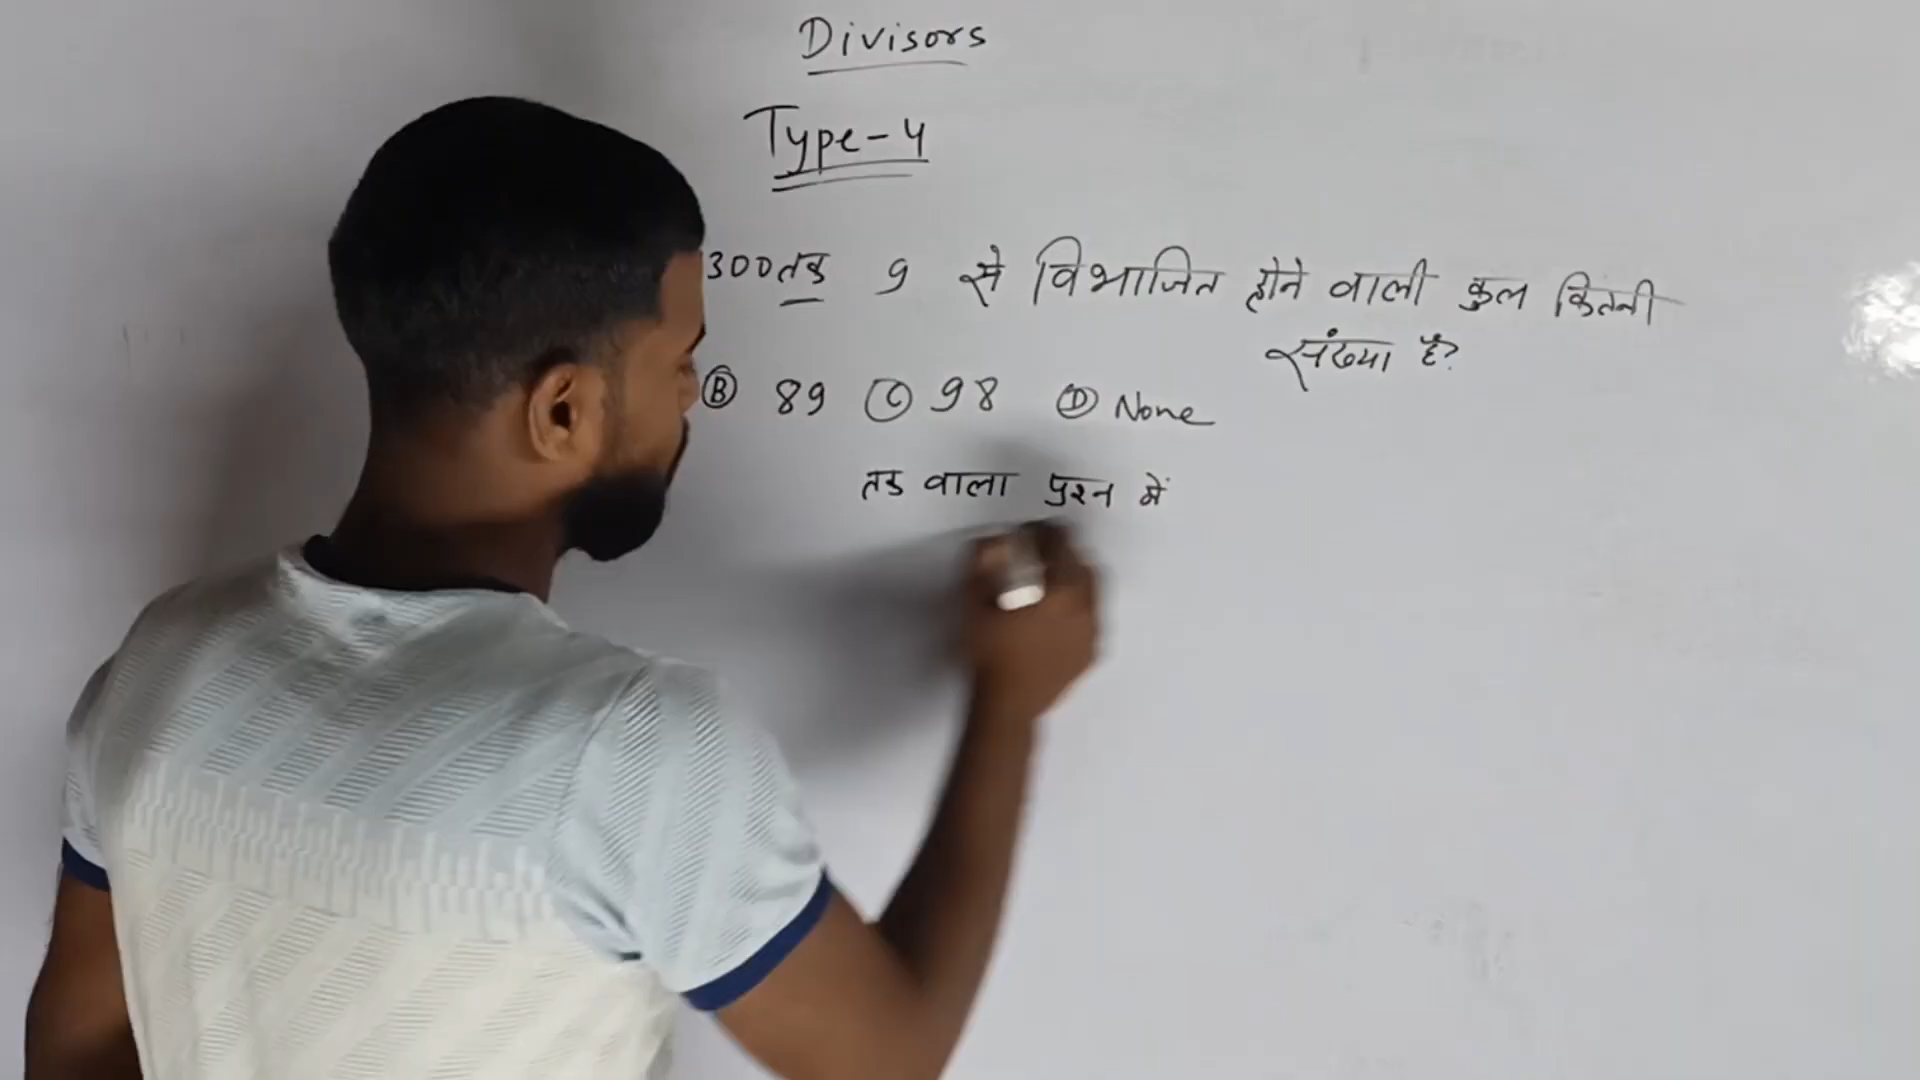 Divisors
Type-4
300तक 9 से विभाजित होने वाली कुल कितनी
संख्या है?
Ⓑ 89 Ⓒ 98 Ⓓ None
तक वाला प्रश्न में